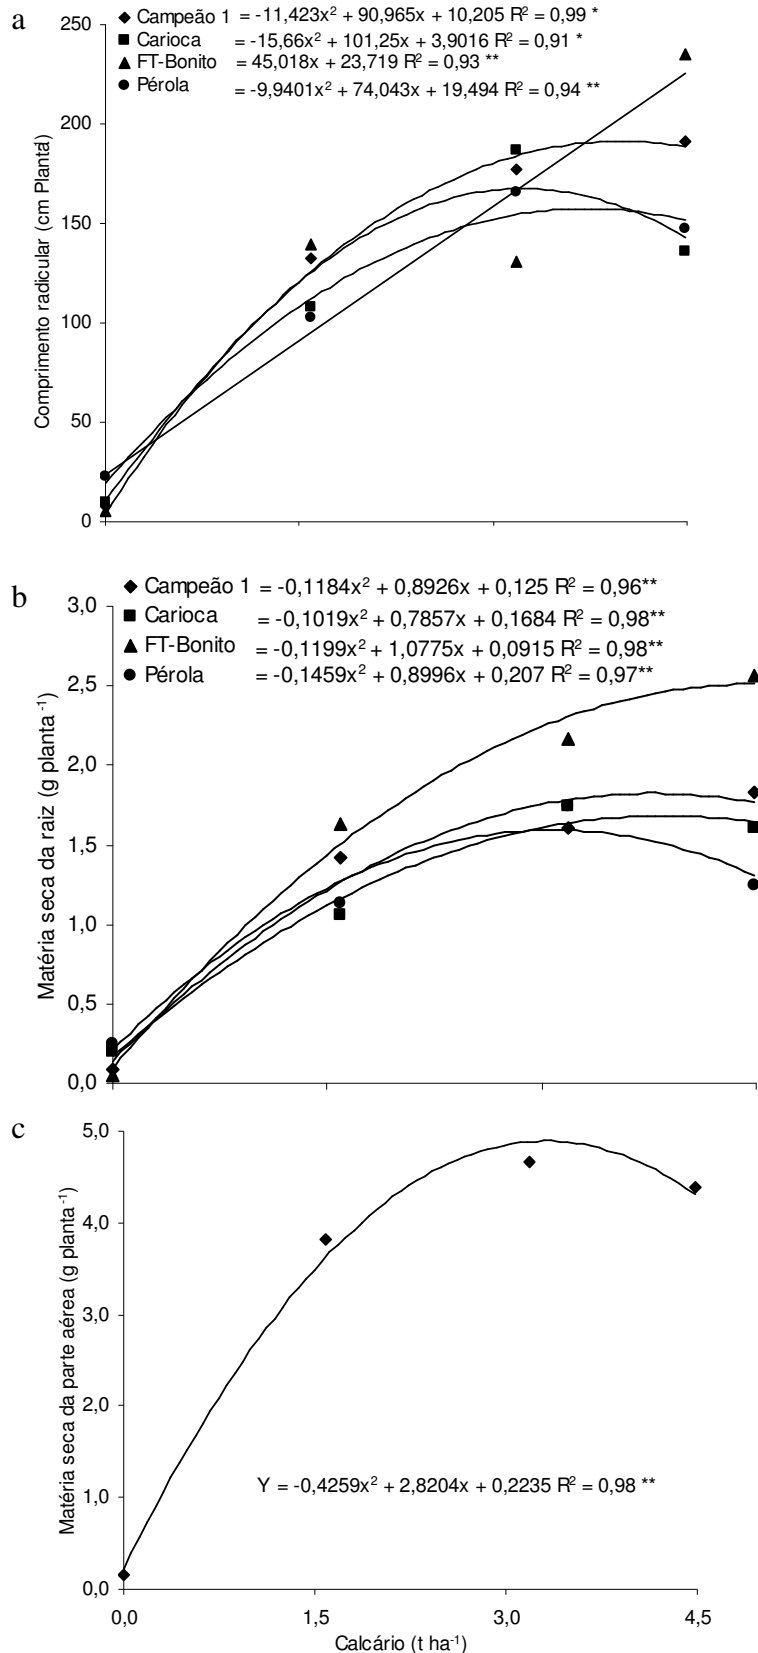 a
Campeão 1 = -11,423x² + 90,965x + 10,205 R² = 0,99 *
Carioca = -15,66x² + 101,25x + 3,9016 R² = 0,91 *
FT-Bonito = 45,018x + 23,719 R² = 0,93 **
Pérola = -9,9401x² + 74,043x + 19,494 R² = 0,94 **
Comprimento radicular (cm Planta)
250
200
150
100
50
0
b
Campeão 1 = -0,1184x² + 0,8926x + 0,125 R² = 0,96**
Carioca = -0,1019x² + 0,7857x + 0,1684 R² = 0,98**
FT-Bonito = -0,1199x² + 1,0775x + 0,0915 R² = 0,98**
Pérola = -0,1459x² + 0,8996x + 0,207 R² = 0,97**
Matéria seca da raiz (g planta⁻¹)
3,0
2,5
2,0
1,5
1,0
0,5
0,0
c
Matéria seca da parte aérea (g planta⁻¹)
5,0
4,0
3,0
2,0
1,0
0,0
Y = -0,4259x² + 2,8204x + 0,2235 R² = 0,98 **
0,0 1,5 3,0 4,5
Calcário (t ha⁻¹)